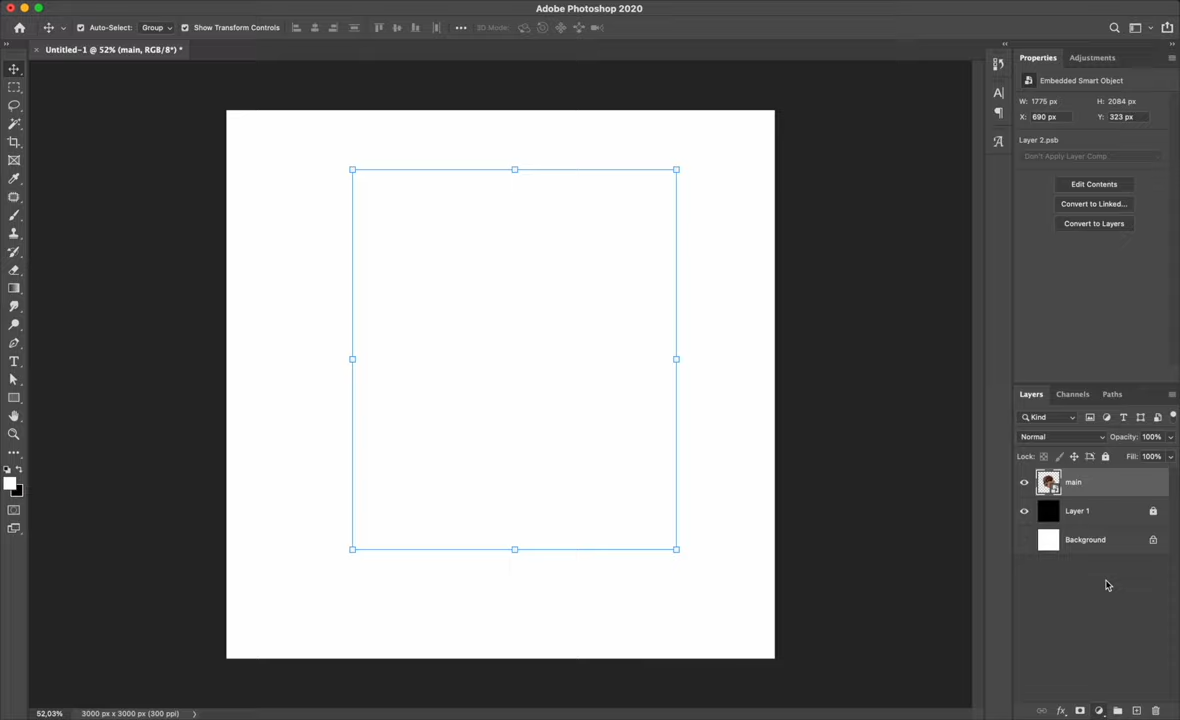 Adobe Photoshop 2020
Auto-Select: Group Show Transform Controls 3D Mode:
Untitled-1 @ 52% (main, RGB/8*) *
Properties Adjustments
Embedded Smart Object
W: 1775 px H: 2084 px
X: 690 px Y: 323 px
Layer 2.psb
Don't Apply Layer Comp
Edit Contents
Convert to Linked...
Convert to Layers
Layers Channels Paths
Kind
Normal Opacity: 100%
Lock: Fill: 100%
main
Layer 1
Background
52,03% 3000 px x 3000 px (300 ppi)